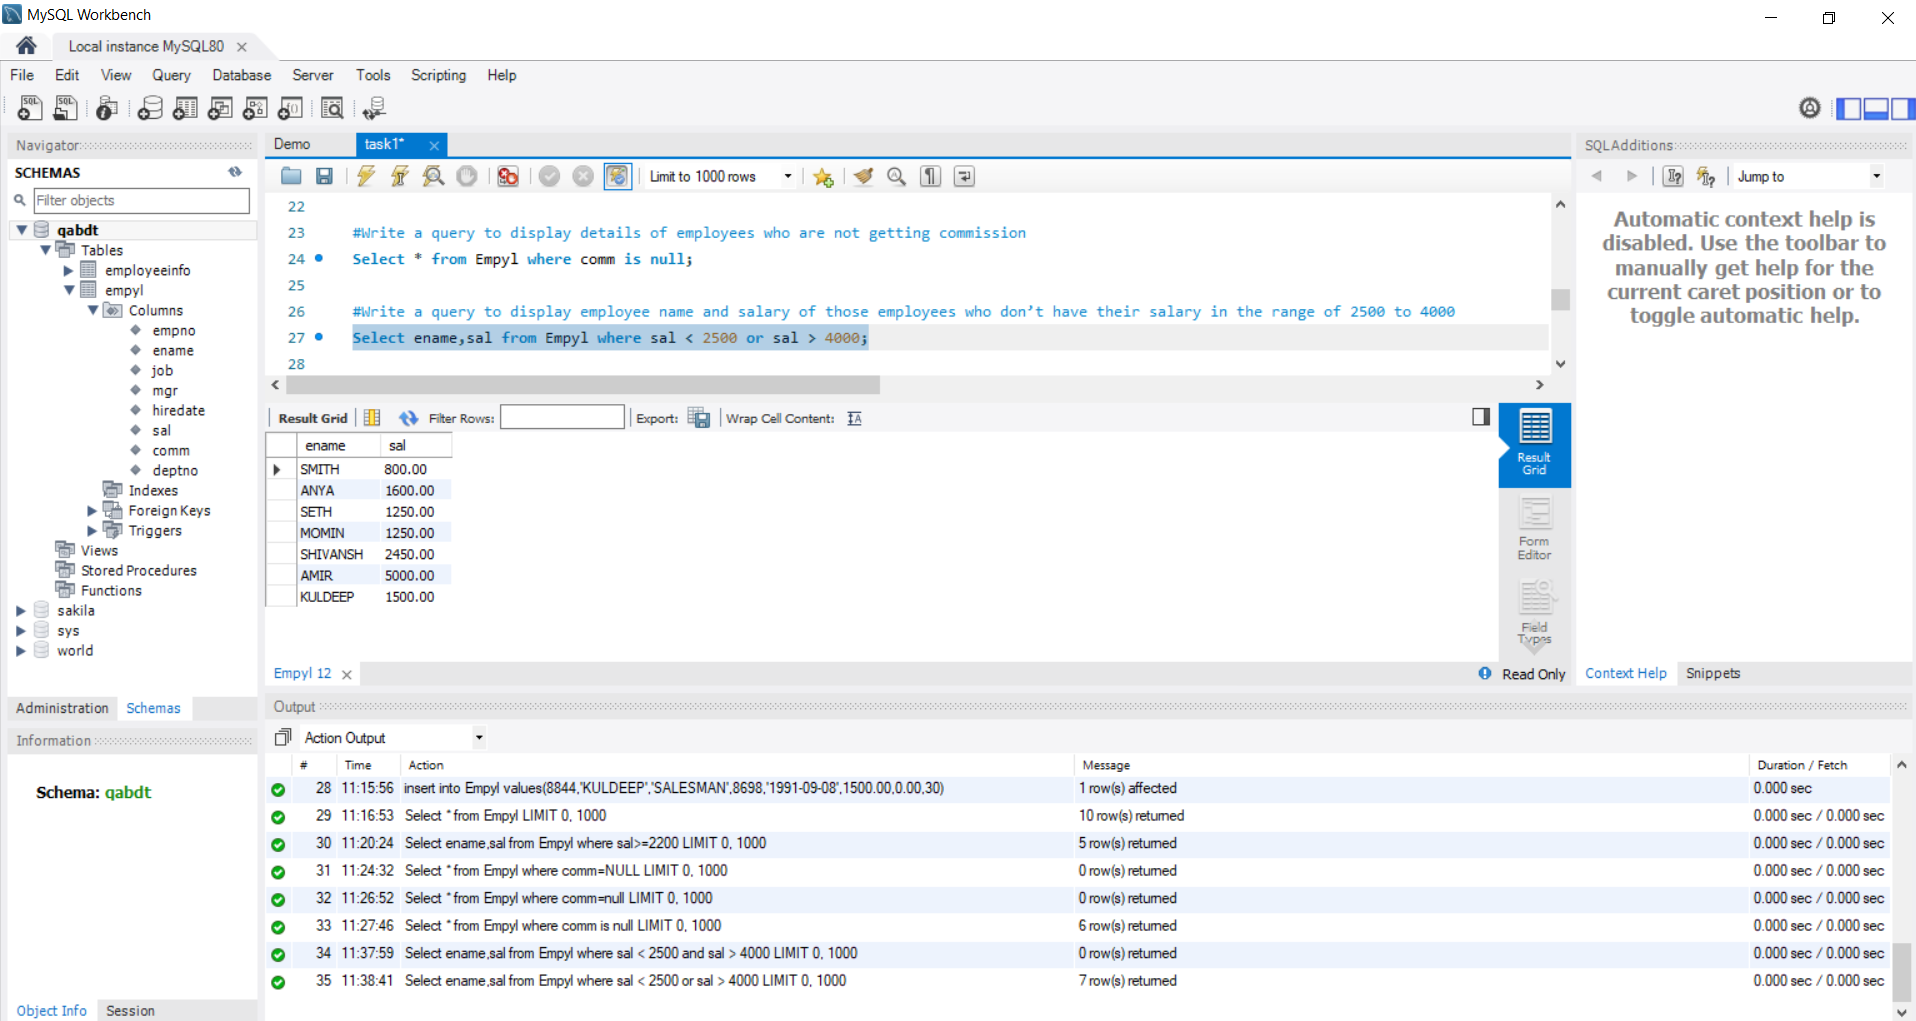 MySQL Workbench
Local instance MySQL80
File Edit View Query Database Server Tools Scripting Help
Navigator
SCHEMAS
Filter objects
qabdt
Tables
employeeinfo
empyl
Columns
empno
ename
job
mgr
hiredate
sal
comm
deptno
Indexes
Foreign Keys
Triggers
Views
Stored Procedures
Functions
sakila
sys
world
Administration Schemas
Information
Schema: qabdt
Object Info Session
Demo task1*
Limit to 1000 rows
22
23 #Write a query to display details of employees who are not getting commission
24 Select * from Empyl where comm is null;
25
26 #Write a query to display employee name and salary of those employees who don’t have their salary in the range of 2500 to 4000
27 Select ename,sal from Empyl where sal < 2500 or sal > 4000;
28
Result Grid Filter Rows: Export: Wrap Cell Content:
ename sal
SMITH 800.00
ANYA 1600.00
SETH 1250.00
MOMIN 1250.00
SHIVANSH 2450.00
AMIR 5000.00
KULDEEP 1500.00
Result
Grid
Form
Editor
Field
Types
Empyl 12 Read Only
SQLAdditions
Jump to
Automatic context help is
disabled. Use the toolbar to
manually get help for the
current caret position or to
toggle automatic help.
Context Help Snippets
Output
Action Output
# Time Action Message Duration / Fetch
28 11:15:56 insert into Empyl values(8844,'KULDEEP','SALESMAN',8698,'1991-09-08',1500.00,0.00,30) 1 row(s) affected 0.000 sec
29 11:16:53 Select * from Empyl LIMIT 0, 1000 10 row(s) returned 0.000 sec / 0.000 sec
30 11:20:24 Select ename,sal from Empyl where sal>=2200 LIMIT 0, 1000 5 row(s) returned 0.000 sec / 0.000 sec
31 11:24:32 Select * from Empyl where comm=NULL LIMIT 0, 1000 0 row(s) returned 0.000 sec / 0.000 sec
32 11:26:52 Select * from Empyl where comm=null LIMIT 0, 1000 0 row(s) returned 0.000 sec / 0.000 sec
33 11:27:46 Select * from Empyl where comm is null LIMIT 0, 1000 6 row(s) returned 0.000 sec / 0.000 sec
34 11:37:59 Select ename,sal from Empyl where sal < 2500 and sal > 4000 LIMIT 0, 1000 0 row(s) returned 0.000 sec / 0.000 sec
35 11:38:41 Select ename,sal from Empyl where sal < 2500 or sal > 4000 LIMIT 0, 1000 7 row(s) returned 0.000 sec / 0.000 sec